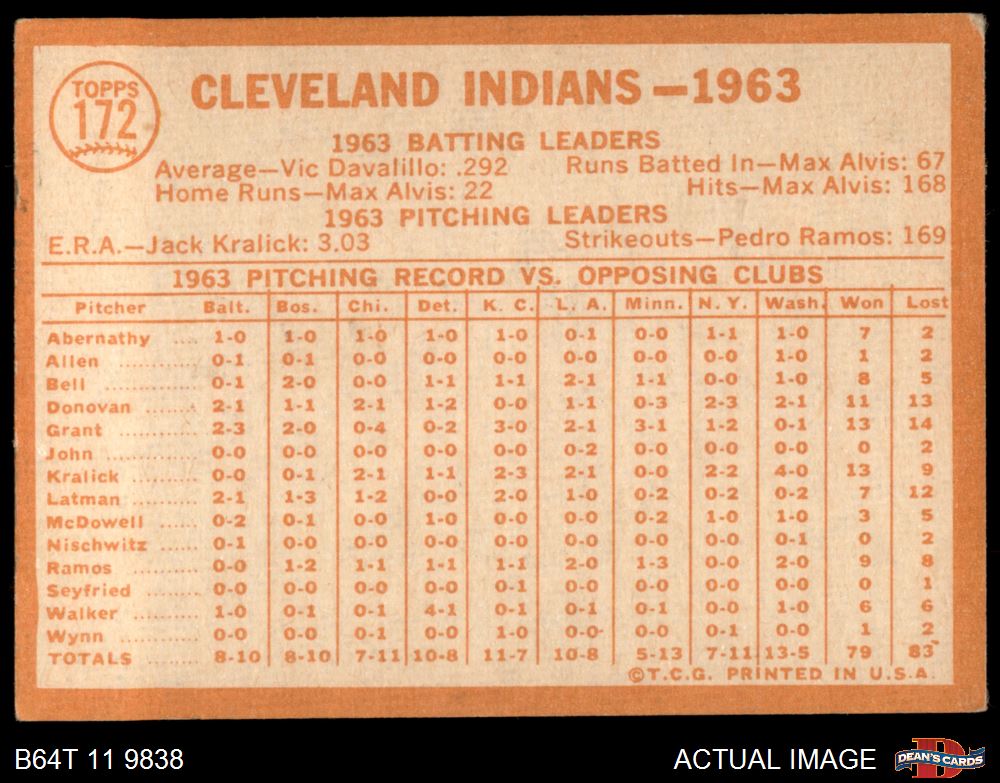 TOPPS
172
CLEVELAND INDIANS—1963
1963 BATTING LEADERS
Average—Vic Davalillo: .292 Runs Batted In—Max Alvis: 67
Home Runs—Max Alvis: 22 Hits—Max Alvis: 168
1963 PITCHING LEADERS
E.R.A.—Jack Kralick: 3.03 Strikeouts—Pedro Ramos: 169
1963 PITCHING RECORD VS. OPPOSING CLUBS
Pitcher Balt. Bos. Chi. Det. K. C. L. A. Minn. N. Y. Wash. Won Lost
Abernathy .... 1-0 1-0 1-0 1-0 1-0 0-1 0-0 1-1 1-0 7 2
Allen ............ 0-1 0-1 0-0 0-0 0-0 0-0 0-0 0-0 1-0 1 2
Bell .............. 0-1 2-0 0-0 1-1 1-1 2-1 1-1 0-0 1-0 8 5
Donovan ........ 2-1 1-1 2-1 1-2 0-0 1-1 0-3 2-3 2-1 11 13
Grant ............ 2-3 2-0 0-4 0-2 3-0 2-1 3-1 1-2 0-1 13 14
John .............. 0-0 0-0 0-0 0-0 0-0 0-2 0-0 0-0 0-0 0 2
Kralick .......... 0-0 0-1 2-1 1-1 2-3 2-1 0-0 2-2 4-0 13 9
Latman .......... 2-1 1-3 1-2 0-0 2-0 1-0 0-2 0-2 0-2 7 12
McDowell ...... 0-2 0-1 0-0 1-0 0-0 0-0 0-2 1-0 1-0 3 5
Nischwitz ...... 0-1 0-0 0-0 0-0 0-0 0-0 0-0 0-0 0-1 0 2
Ramos .......... 0-0 1-2 1-1 1-1 1-1 2-0 1-3 0-0 2-0 9 8
Seyfried ........ 0-0 0-0 0-0 0-0 0-1 0-0 0-0 0-0 0-0 0 1
Walker .......... 1-0 0-1 0-1 4-1 0-1 0-1 0-1 0-0 1-0 6 6
Wynn ............ 0-0 0-0 0-1 0-0 1-0 0-0 0-0 0-1 0-0 1 2
TOTALS ........ 8-10 8-10 7-11 10-8 11-7 10-8 5-13 7-11 13-5 79 83
©T.C.G. PRINTED IN U.S.A.
B64T 11 9838 ACTUAL IMAGE
D
DEAN'S CARDS